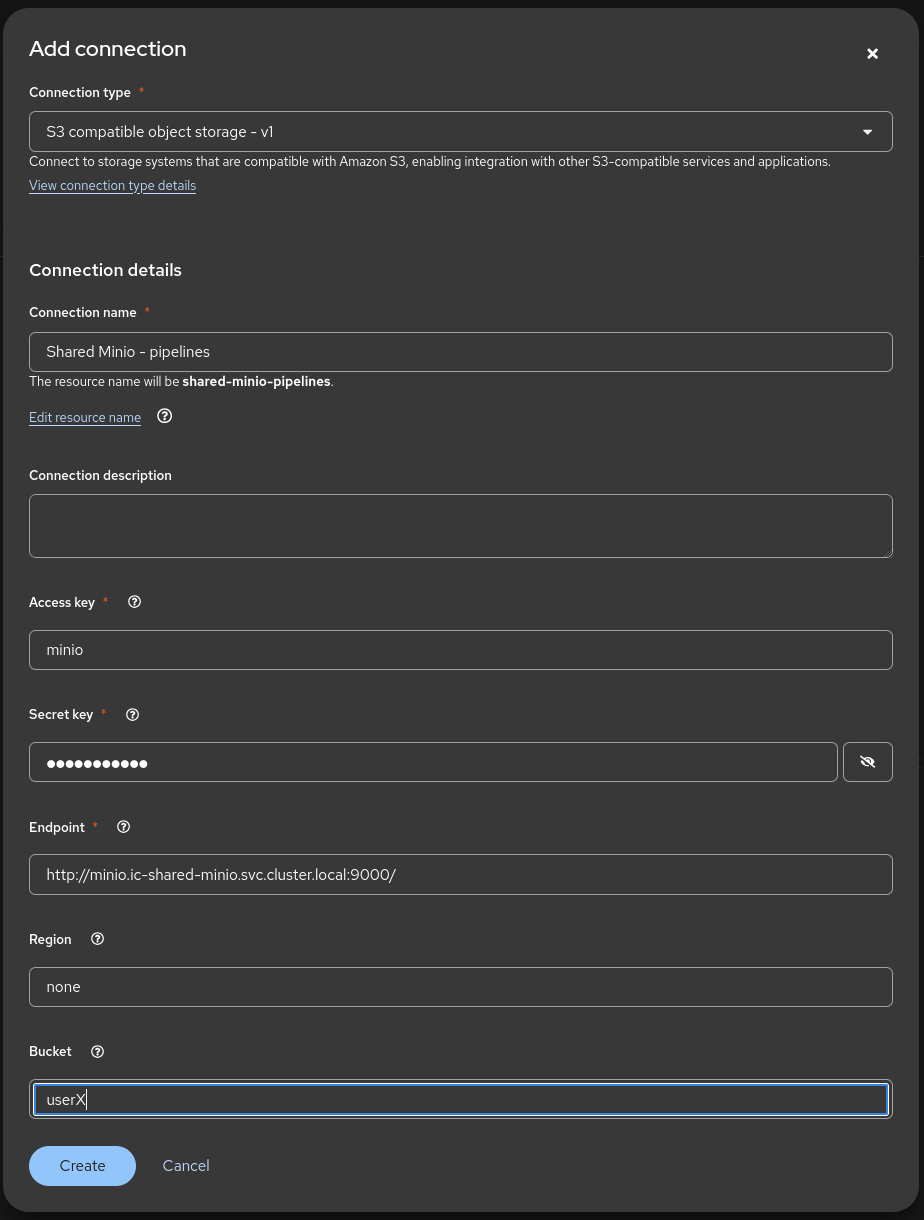 Add connection
Connection type *
S3 compatible object storage - v1
Connect to storage systems that are compatible with Amazon S3, enabling integration with other S3-compatible services and applications.
View connection type details
Connection details
Connection name *
Shared Minio - pipelines
The resource name will be shared-minio-pipelines.
Edit resource name
Connection description
Access key *
minio
Secret key *
●●●●●●●●●●●
Endpoint *
http://minio.ic-shared-minio.svc.cluster.local:9000/
Region
none
Bucket
userX
Create Cancel